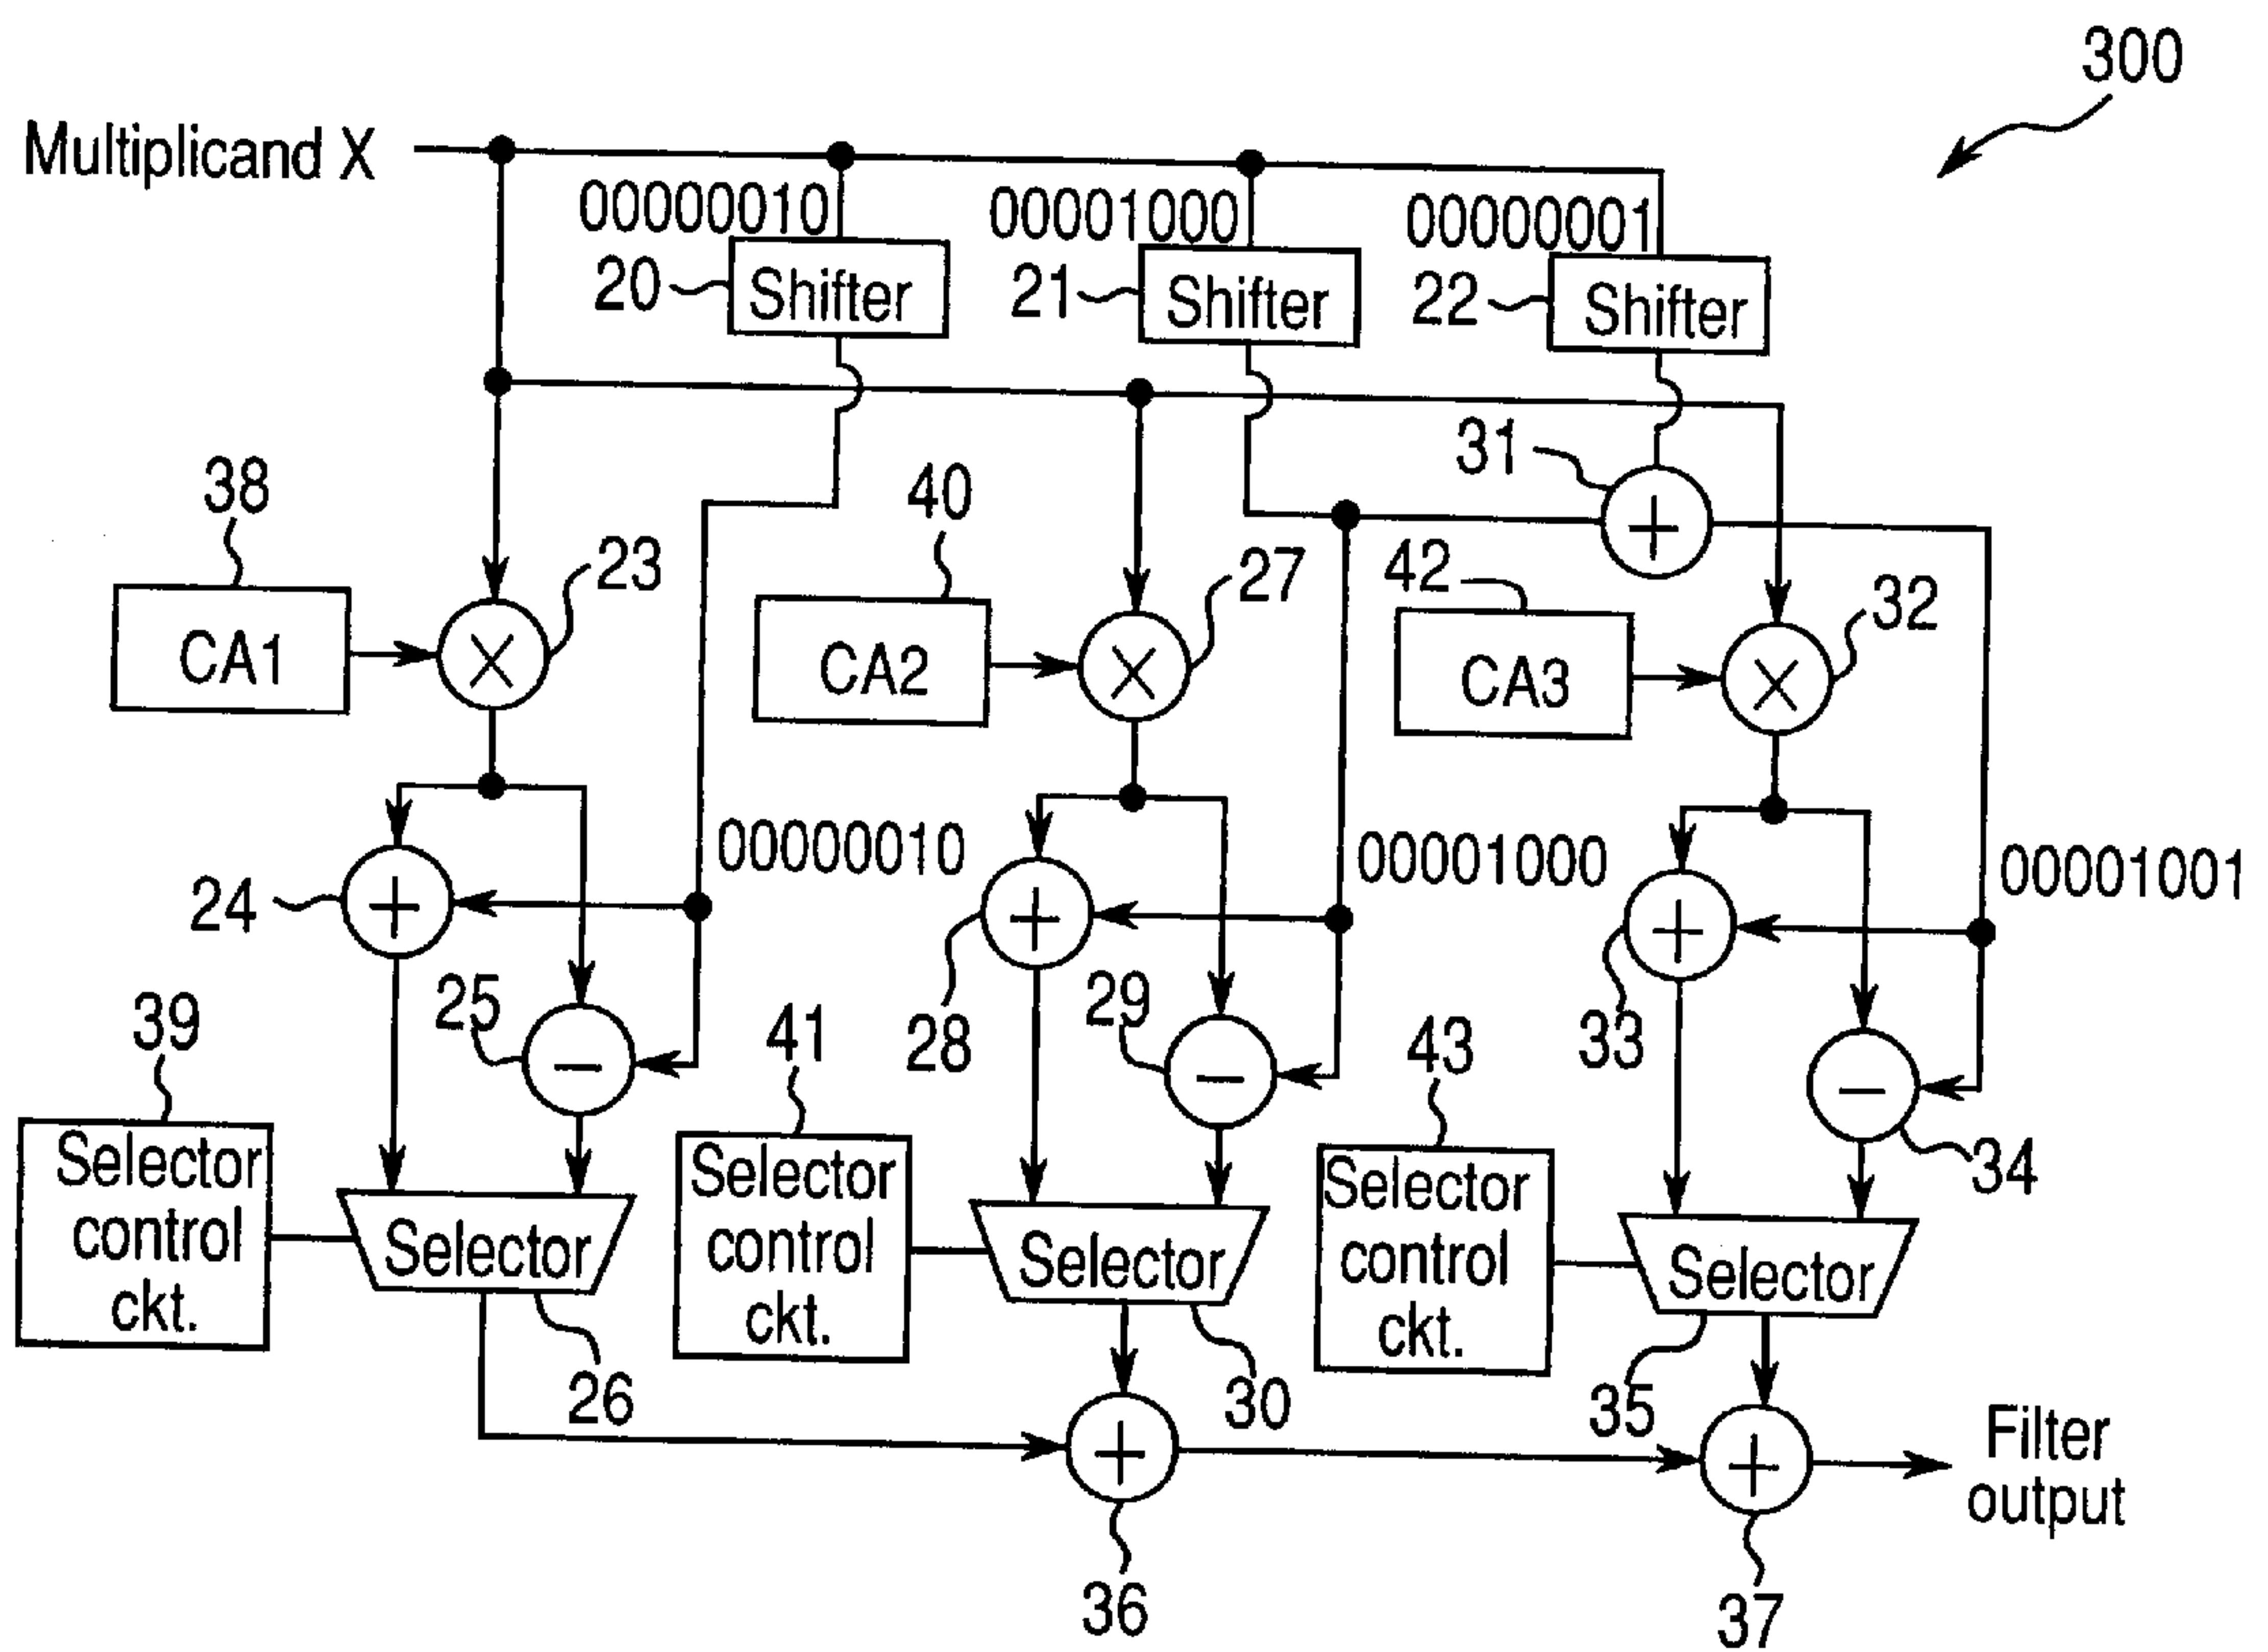 300
Multiplicand X
00000010
00001000
00000001
20
Shifter
21
Shifter
22
Shifter
31
38
40
23
27
42
32
CA1
CA2
CA3
×
×
×
+
00000010
00001000
00001001
24
+
28
+
33
+
25
−
29
−
34
−
39
41
43
Selector
control
ckt.
Selector
Selector
control
ckt.
Selector
Selector
control
ckt.
Selector
26
30
35
+
+
Filter
output
36
37